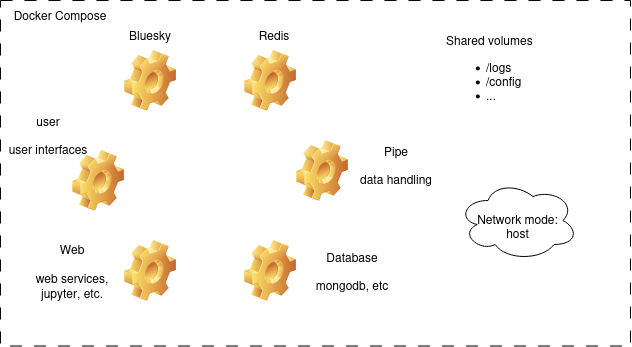 Docker Compose
Bluesky
Redis
Shared volumes
• /logs
• /config
• ...
user
user interfaces
Pipe
data handling
Network mode:
host
Web
web services,
jupyter, etc.
Database
mongodb, etc